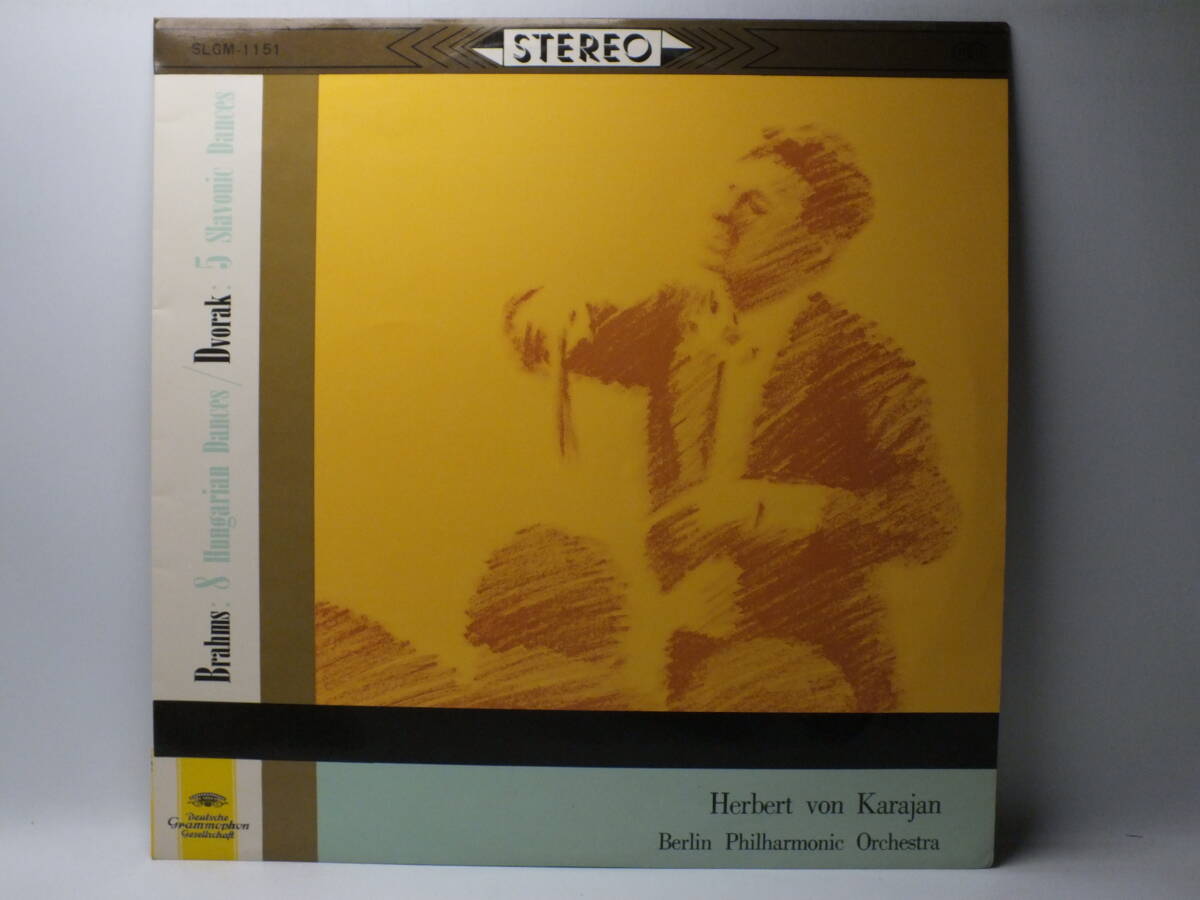 SLGM-1151
STEREO
Brahms: 8 Hungarian Dances / Dvorak: 5 Slavonic Dances
Deutsche
Grammophon
Gesellschaft
Herbert von Karajan
Berlin Philharmonic Orchestra